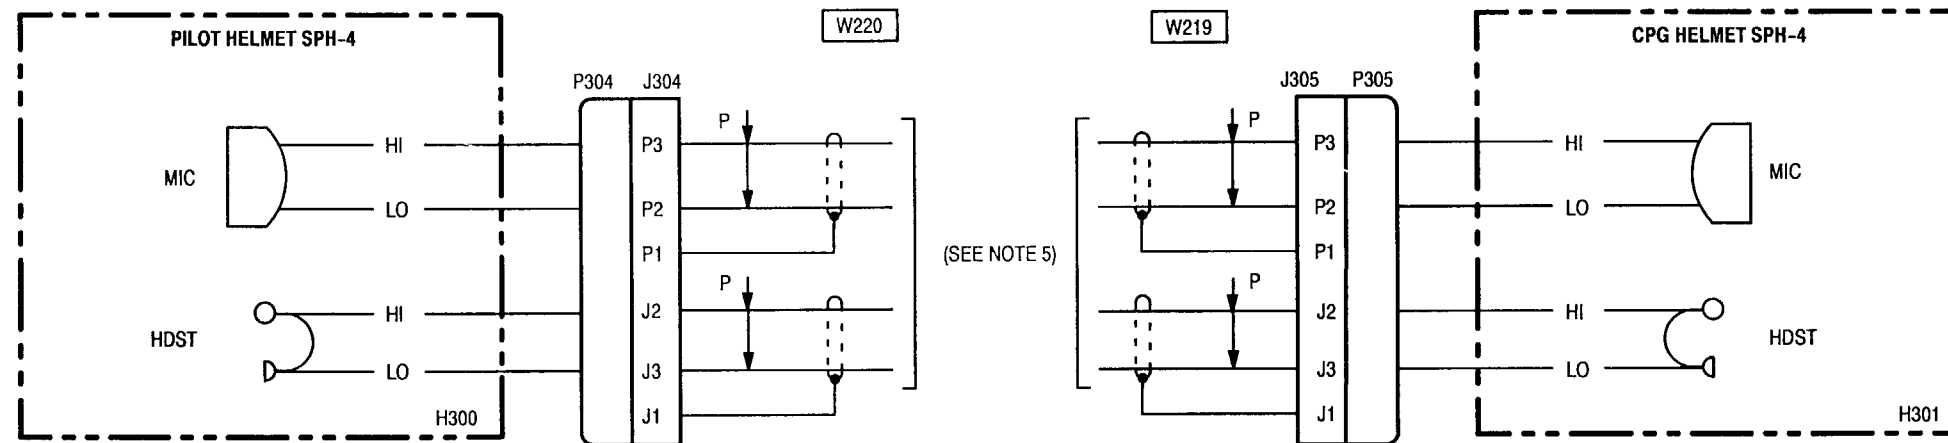 PILOT HELMET SPH-4
W220
W219
CPG HELMET SPH-4
P304 J304
J305 P305
MIC
HI
LO
HDST
HI
LO
H300
P3
P2
P1
J2
J3
J1
P
P
(SEE NOTE 5)
P
P
P3
P2
P1
J2
J3
J1
HI
LO
MIC
HI
LO
HDST
H301